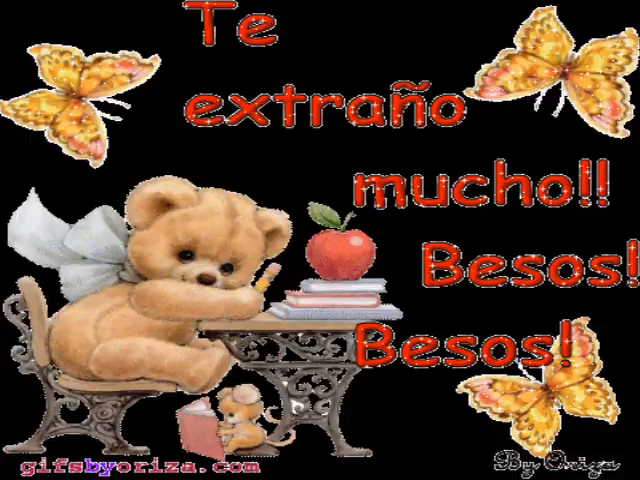 Te
extraño
mucho!!
Besos!
Besos!
gifsbyoriza.com
By Oriza